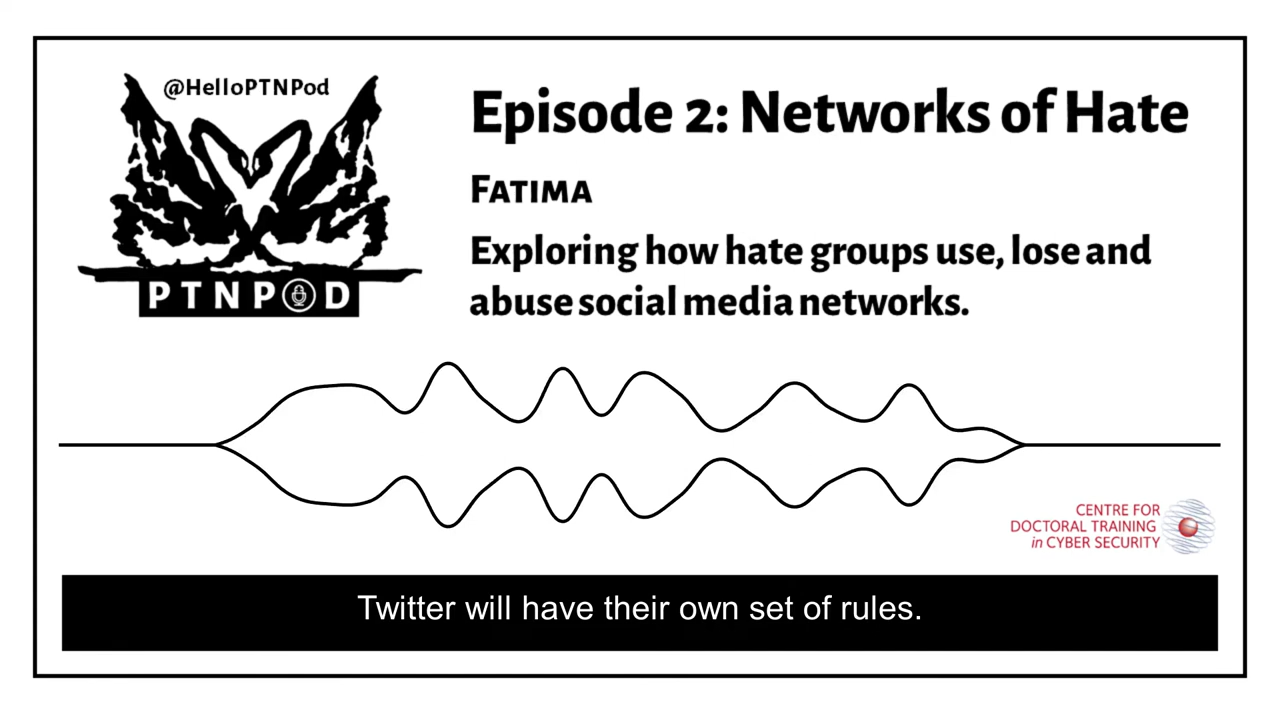 @HelloPTNPod
PTNPOD
Episode 2: Networks of Hate
Fatima
Exploring how hate groups use, lose and
abuse social media networks.
CENTRE FOR
DOCTORAL TRAINING
in CYBER SECURITY
Twitter will have their own set of rules.